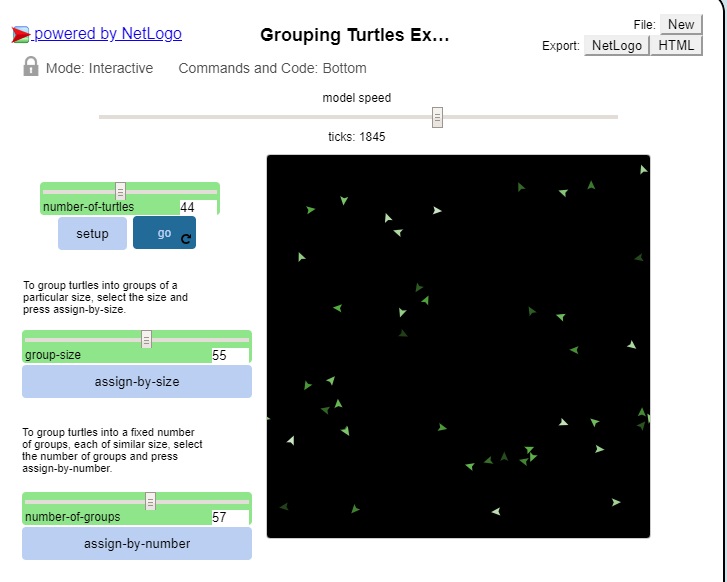 powered by NetLogo
Grouping Turtles Ex...
File: New
Export: NetLogo HTML
Mode: Interactive
Commands and Code: Bottom
model speed
ticks: 1845
number-of-turtles 44
setup
go
To group turtles into groups of a
particular size, select the size and
press assign-by-size.
group-size 55
assign-by-size
To group turtles into a fixed number
of groups, each of similar size, select
the number of groups and press
assign-by-number.
number-of-groups 57
assign-by-number